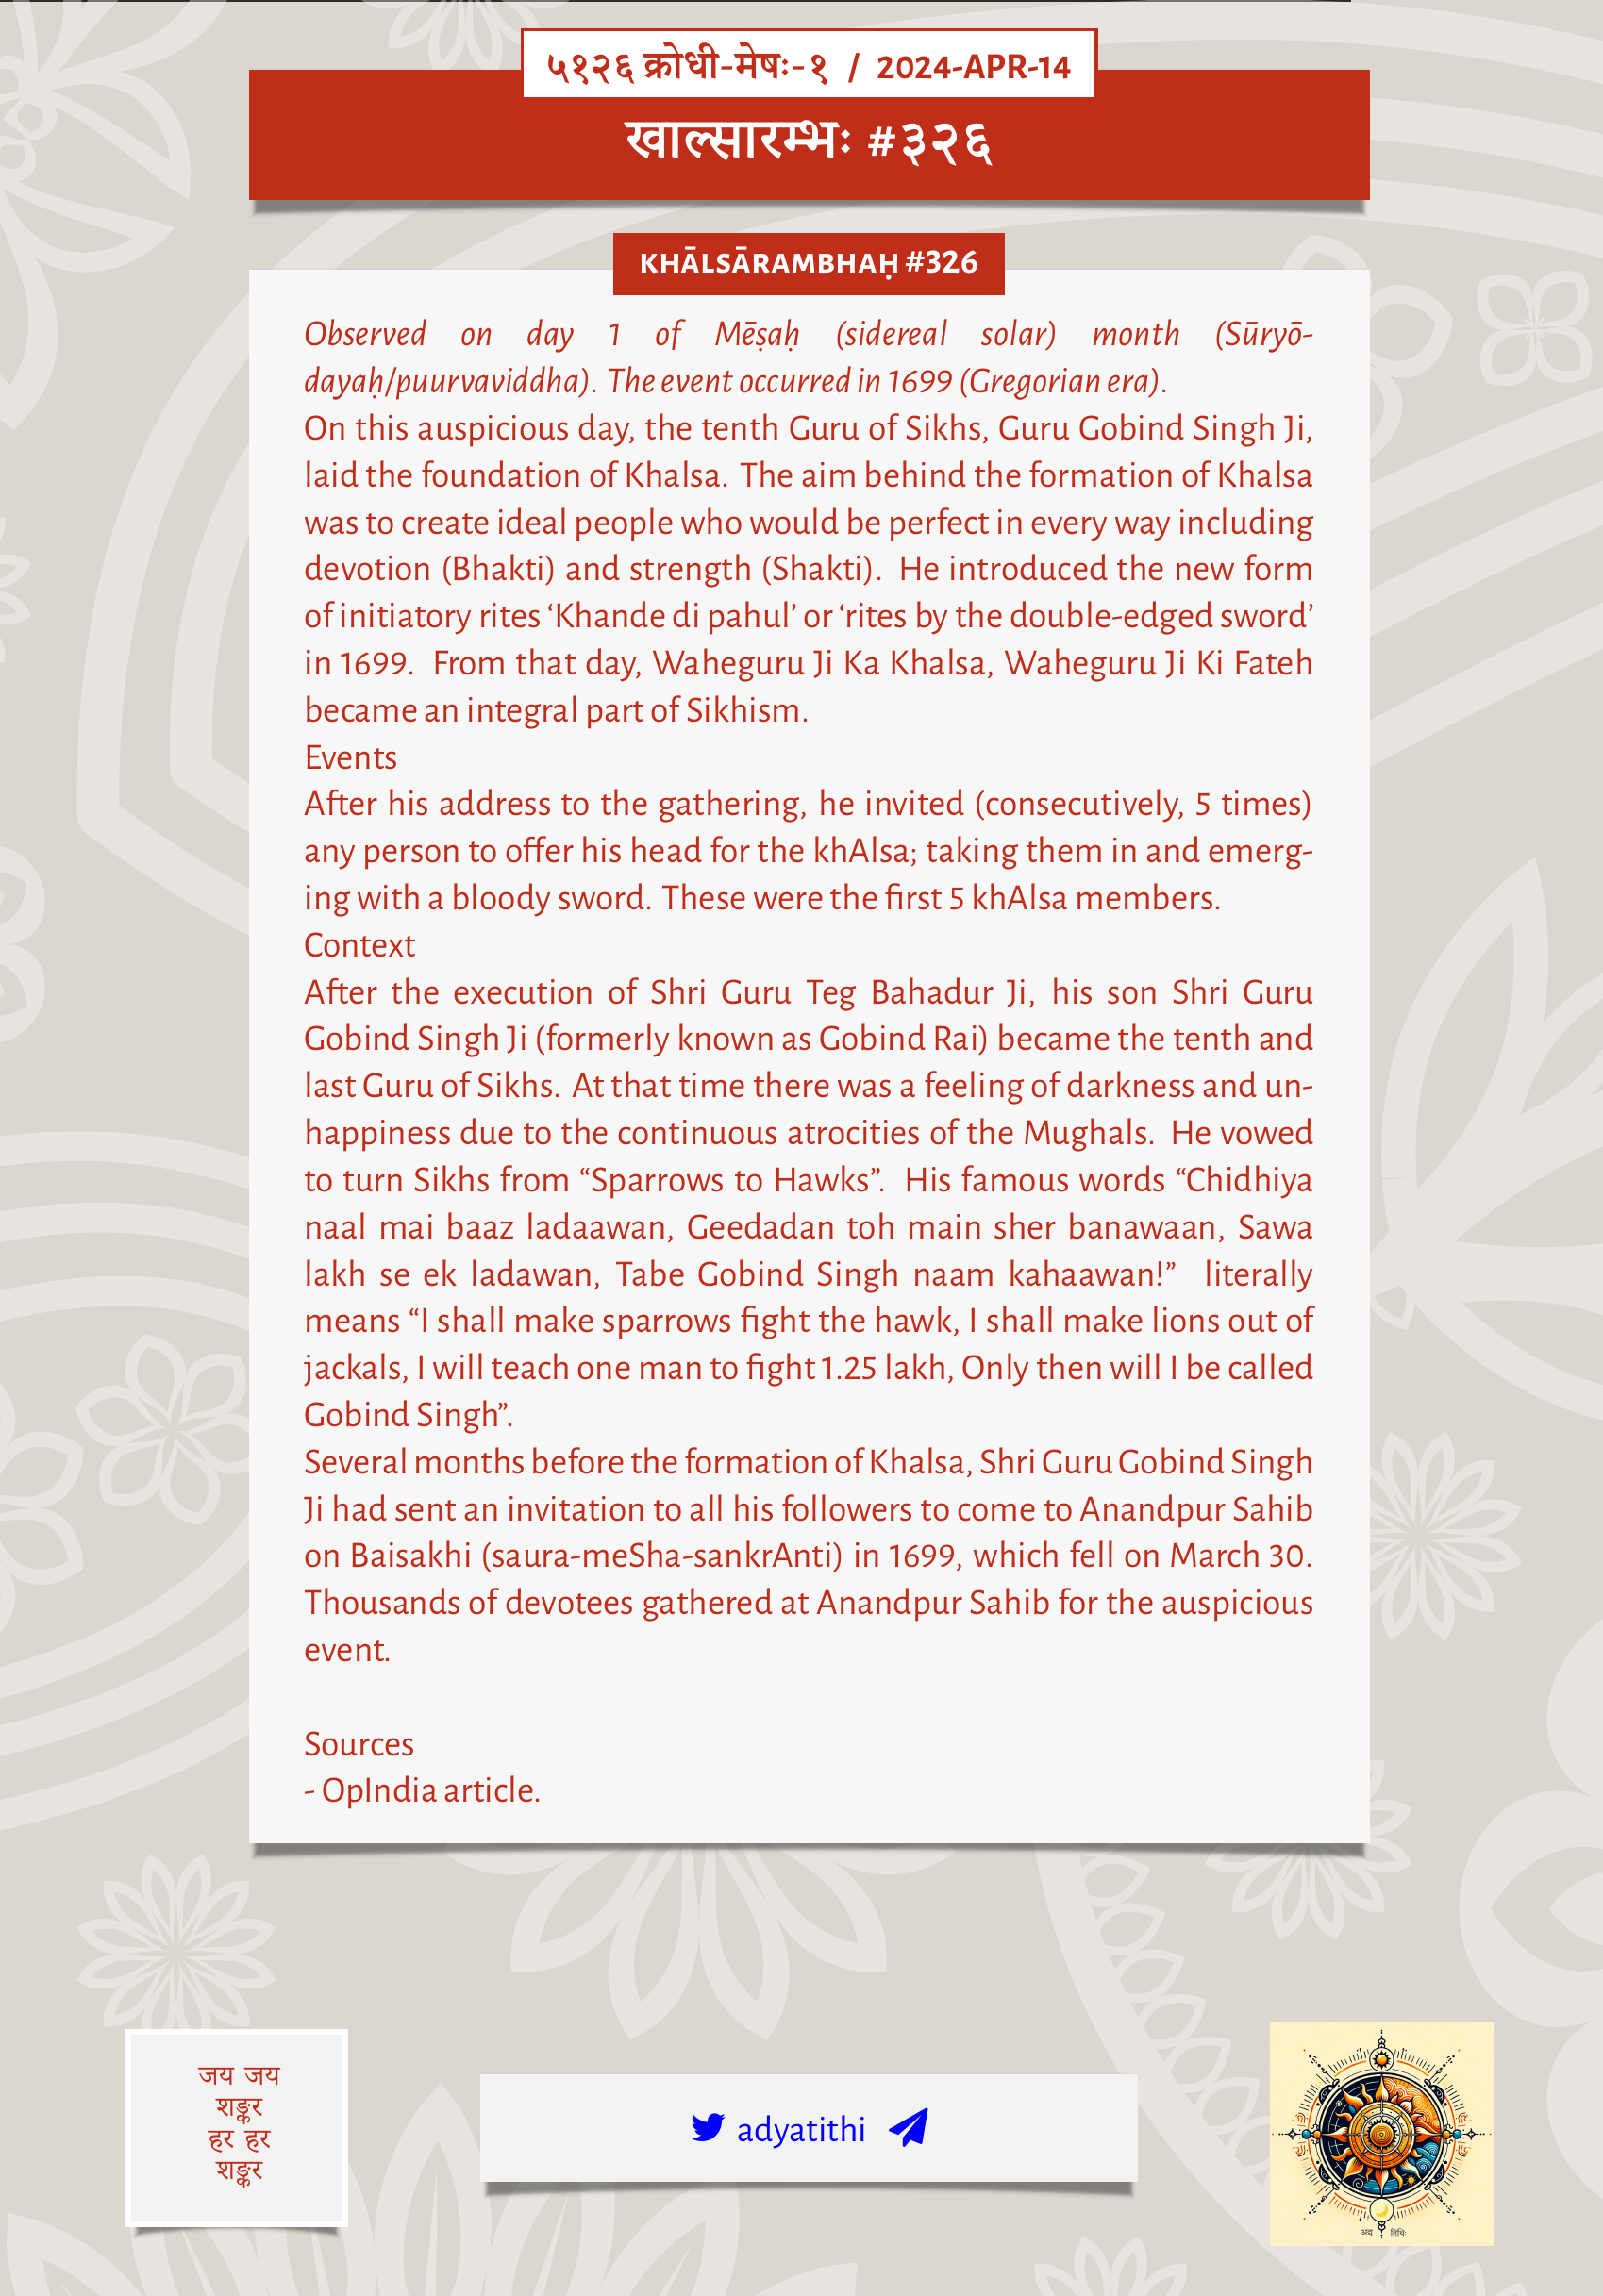 ५१२६ क्रोधी-मेषः-१ / 2024-APR-14
खाल्सारम्भः #३२६
KHĀLSĀRAMBHAḤ #326
Observed on day 1 of Mēṣaḥ (sidereal solar) month (Sūryō-
dayaḥ/puurvaviddha). The event occurred in 1699 (Gregorian era).
On this auspicious day, the tenth Guru of Sikhs, Guru Gobind Singh Ji,
laid the foundation of Khalsa. The aim behind the formation of Khalsa
was to create ideal people who would be perfect in every way including
devotion (Bhakti) and strength (Shakti). He introduced the new form
of initiatory rites ‘Khande di pahul’ or ‘rites by the double-edged sword’
in 1699. From that day, Waheguru Ji Ka Khalsa, Waheguru Ji Ki Fateh
became an integral part of Sikhism.
Events
After his address to the gathering, he invited (consecutively, 5 times)
any person to offer his head for the khAlsa; taking them in and emerg-
ing with a bloody sword. These were the first 5 khAlsa members.
Context
After the execution of Shri Guru Teg Bahadur Ji, his son Shri Guru
Gobind Singh Ji (formerly known as Gobind Rai) became the tenth and
last Guru of Sikhs. At that time there was a feeling of darkness and un-
happiness due to the continuous atrocities of the Mughals. He vowed
to turn Sikhs from “Sparrows to Hawks”. His famous words “Chidhiya
naal mai baaz ladaawan, Geedadan toh main sher banawaan, Sawa
lakh se ek ladawan, Tabe Gobind Singh naam kahaawan!” literally
means “I shall make sparrows fight the hawk, I shall make lions out of
jackals, I will teach one man to fight 1.25 lakh, Only then will I be called
Gobind Singh”.
Several months before the formation of Khalsa, Shri Guru Gobind Singh
Ji had sent an invitation to all his followers to come to Anandpur Sahib
on Baisakhi (saura-meSha-sankrAnti) in 1699, which fell on March 30.
Thousands of devotees gathered at Anandpur Sahib for the auspicious
event.
Sources
- OpIndia article.
जय जय
शङ्कर
हर हर
शङ्कर
adyatithi
अद्य तिथिः